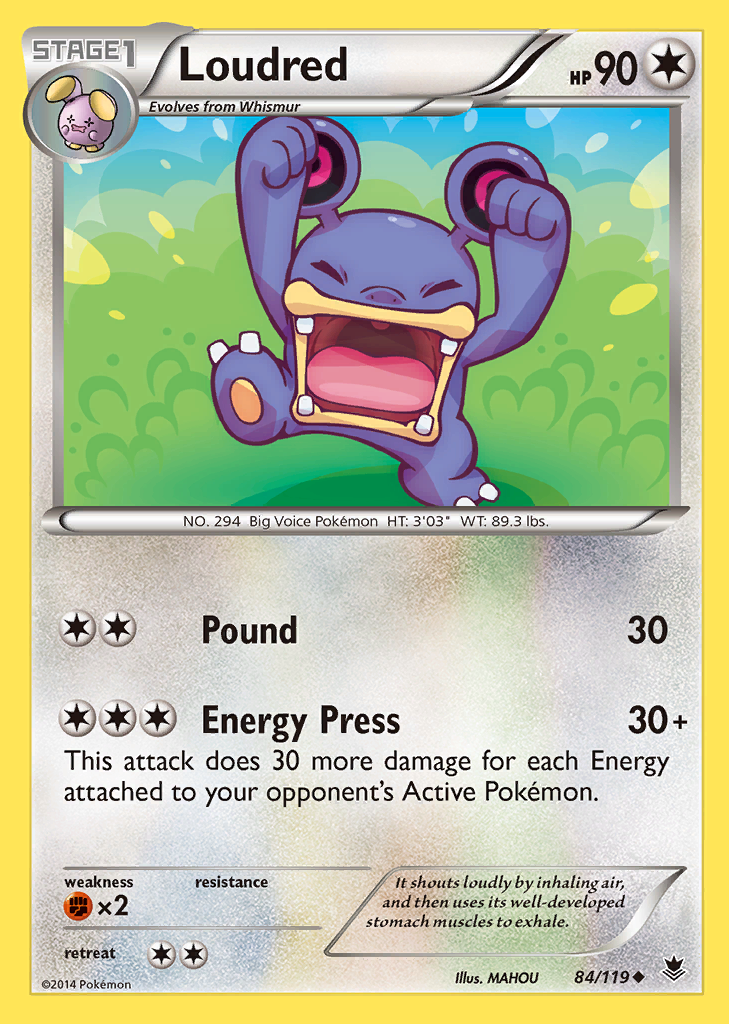 STAGE1
Loudred
HP 90
Evolves from Whismur
NO. 294 Big Voice Pokémon HT: 3'03" WT: 89.3 lbs.
Pound 30
Energy Press 30+
This attack does 30 more damage for each Energy
attached to your opponent's Active Pokémon.
weakness resistance
×2
It shouts loudly by inhaling air,
and then uses its well-developed
stomach muscles to exhale.
retreat
Illus. MAHOU 84/119
©2014 Pokémon